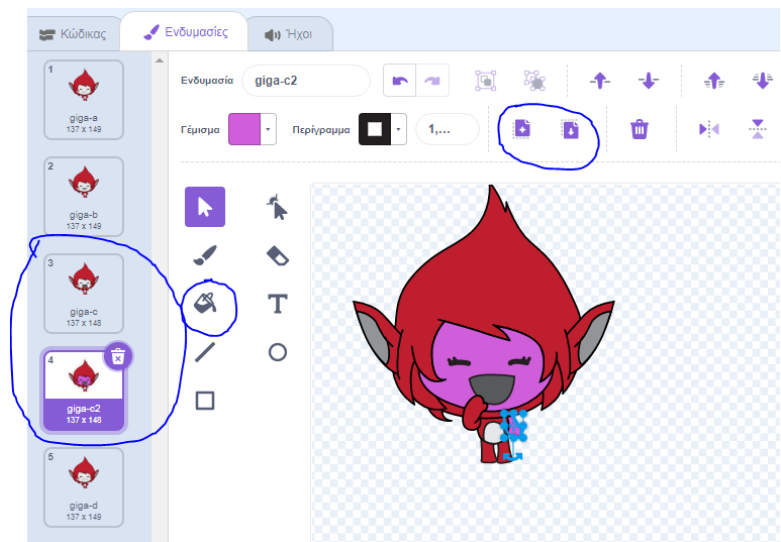 Κώδικας
Ενδυμασίες
Ήχοι
1
giga-a
137 x 149
2
giga-b
137 x 149
3
giga-c
137 x 148
4
giga-c2
137 x 148
5
giga-d
137 x 149
Ενδυμασία giga-c2
Γέμισμα Περίγραμμα 1,...
T